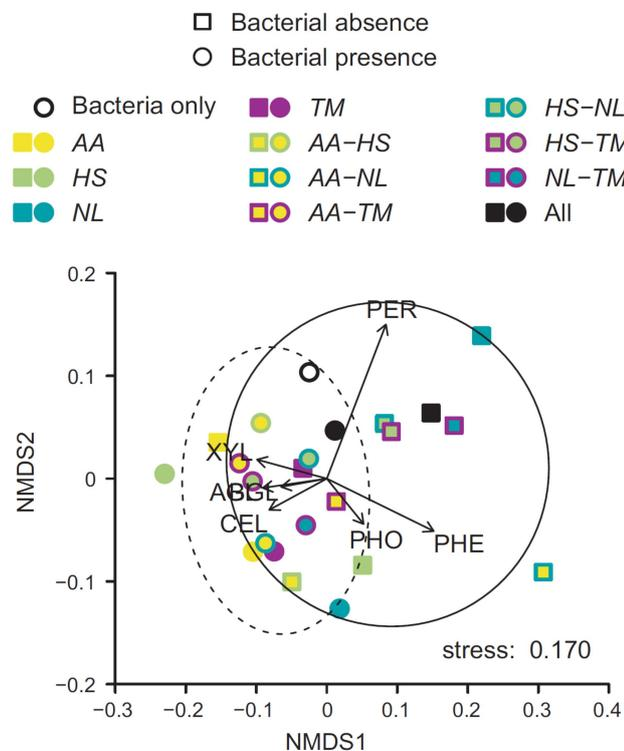 Bacterial absence
Bacterial presence
Bacteria only TM HS−NL
AA AA−HS HS−TM
HS AA−NL NL−TM
NL AA−TM All
0.2
PER
0.1
XYL
0
CEL
PHO PHE
−0.1
stress: 0.170
−0.2
−0.3 −0.2 −0.1 0 0.1 0.2 0.3 0.4
NMDS2
NMDS1